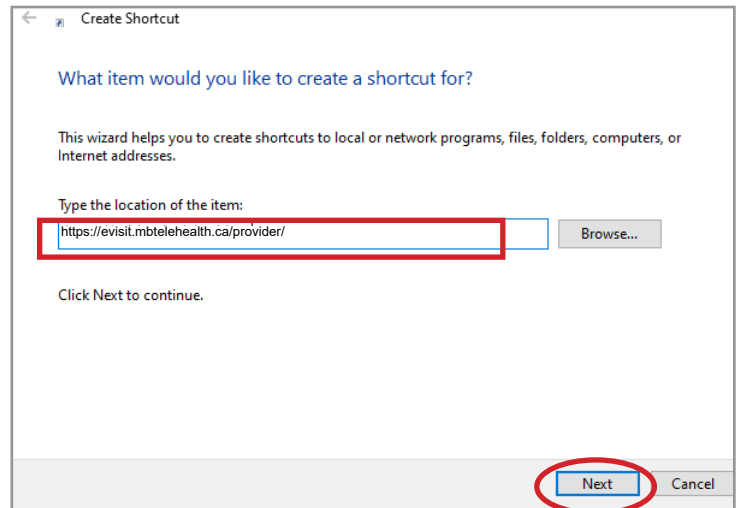 Create Shortcut
What item would you like to create a shortcut for?
This wizard helps you to create shortcuts to local or network programs, files, folders, computers, or
Internet addresses.
Type the location of the item:
https://evisit.mbtelehealth.ca/provider/
Browse...
Click Next to continue.
Next
Cancel